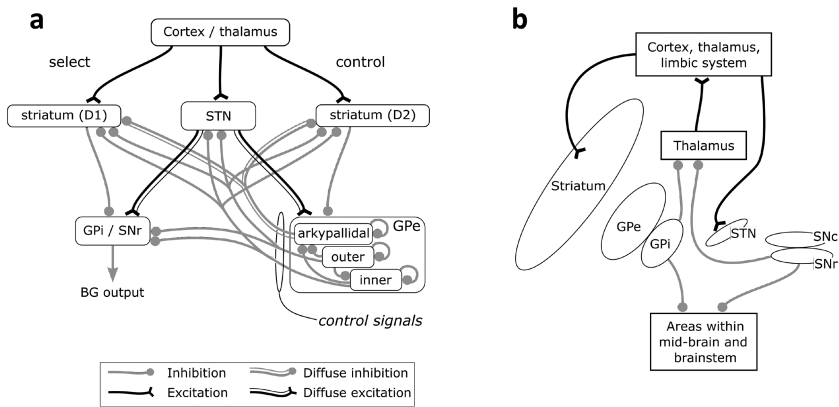 a
Cortex / thalamus
select
control
striatum (D1)
STN
striatum (D2)
GPi / SNr
GPe
arkypallidal
outer
inner
BG output
control signals
Inhibition
Diffuse inhibition
Excitation
Diffuse excitation
b
Cortex, thalamus,
limbic system
Thalamus
Striatum
GPe
GPi
STN
SNc
SNr
Areas within
mid-brain and
brainstem